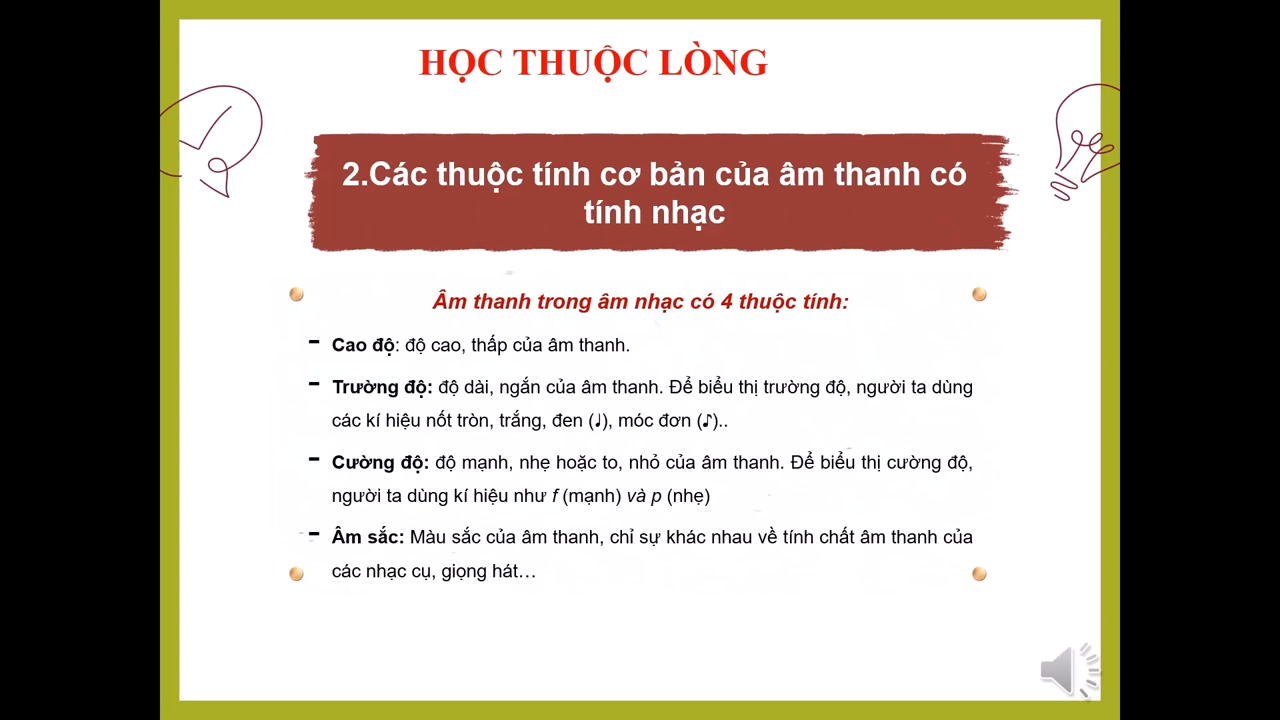 HỌC THUỘC LÒNG
2.Các thuộc tính cơ bản của âm thanh có
tính nhạc
Âm thanh trong âm nhạc có 4 thuộc tính:
- Cao độ: độ cao, thấp của âm thanh.
- Trường độ: độ dài, ngắn của âm thanh. Để biểu thị trường độ, người ta dùng
các kí hiệu nốt tròn, trắng, đen (♩), móc đơn (♪)..
- Cường độ: độ mạnh, nhẹ hoặc to, nhỏ của âm thanh. Để biểu thị cường độ,
người ta dùng kí hiệu như f (mạnh) và p (nhẹ)
- Âm sắc: Màu sắc của âm thanh, chỉ sự khác nhau về tính chất âm thanh của
các nhạc cụ, giọng hát…